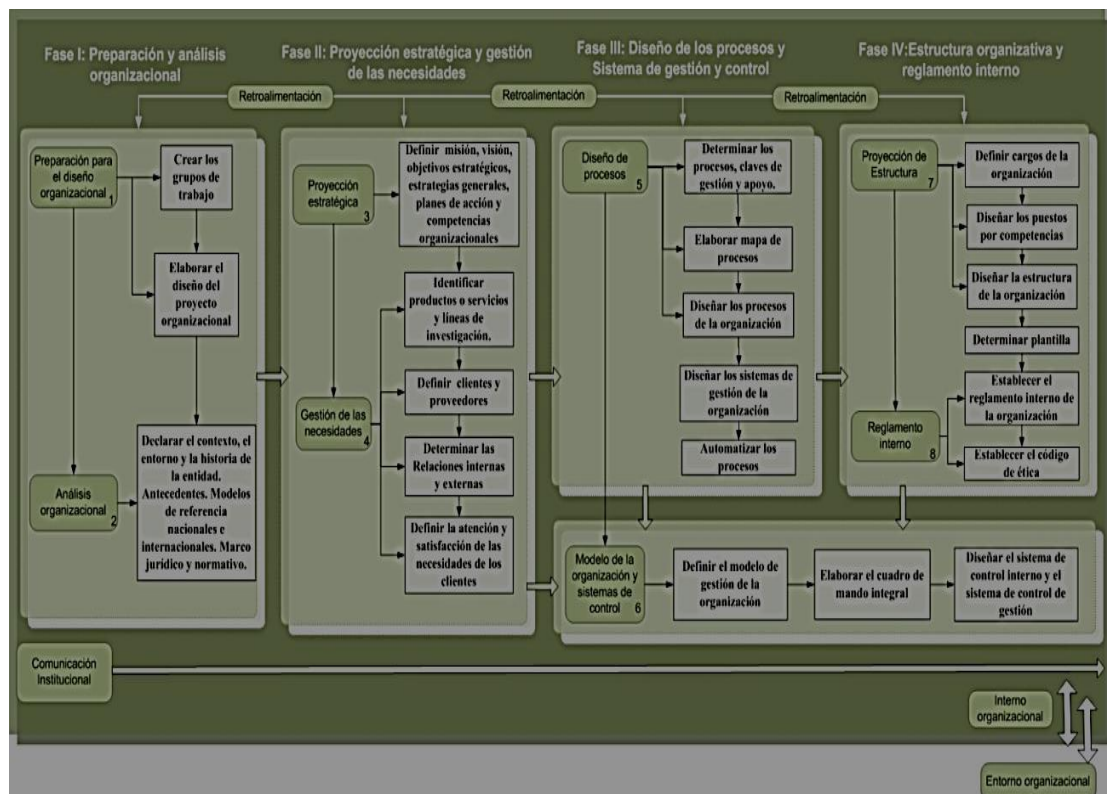 Fase I: Preparación y análisis
organizacional
Fase II: Proyección estratégica y gestión
de las necesidades
Fase III: Diseño de los procesos y
Sistema de gestión y control
Fase IV:Estructura organizativa y
reglamento interno
Retroalimentación
Retroalimentación
Retroalimentación
Preparación para
el diseño
organizacional
1
Crear los
grupos de
trabajo
Elaborar el
diseño del
proyecto
organizacional
Análisis
organizacional
2
Declarar el contexto, el
entorno y la historia de
la entidad.
Antecedentes. Modelos
de referencia
nacionales e
internacionales. Marco
jurídico y normativo.
Proyección
estratégica
3
Definir misión, visión,
objetivos estratégicos,
estrategias generales,
planes de acción y
competencias
organizacionales
Identificar
productos o servicios
y líneas de
investigación.
Gestión de las
necesidades
4
Definir clientes y
proveedores
Determinar las
Relaciones internas
y externas
Definir la atención y
satisfacción de las
necesidades de los
clientes
Diseño de
procesos
5
Determinar los
procesos, claves de
gestión y apoyo.
Elaborar mapa de
procesos
Diseñar los procesos
de la organización
Diseñar los sistemas de
gestión de la
organización
Automatizar los
procesos
Proyección de
Estructura
7
Definir cargos de la
organización
Diseñar los puestos
por competencias
Diseñar la estructura
de la organización
Determinar plantilla
Reglamento
interno
8
Establecer el
reglamento interno de
la organización
Establecer el código
de ética
Modelo de la
organización y
sistemas de
control
6
Definir el modelo de
gestión de la
organización
Elaborar el cuadro de
mando integral
Diseñar el sistema de
control interno y el
sistema de control de
gestión
Comunicación
Institucional
Interno
organizacional
Entorno organizacional